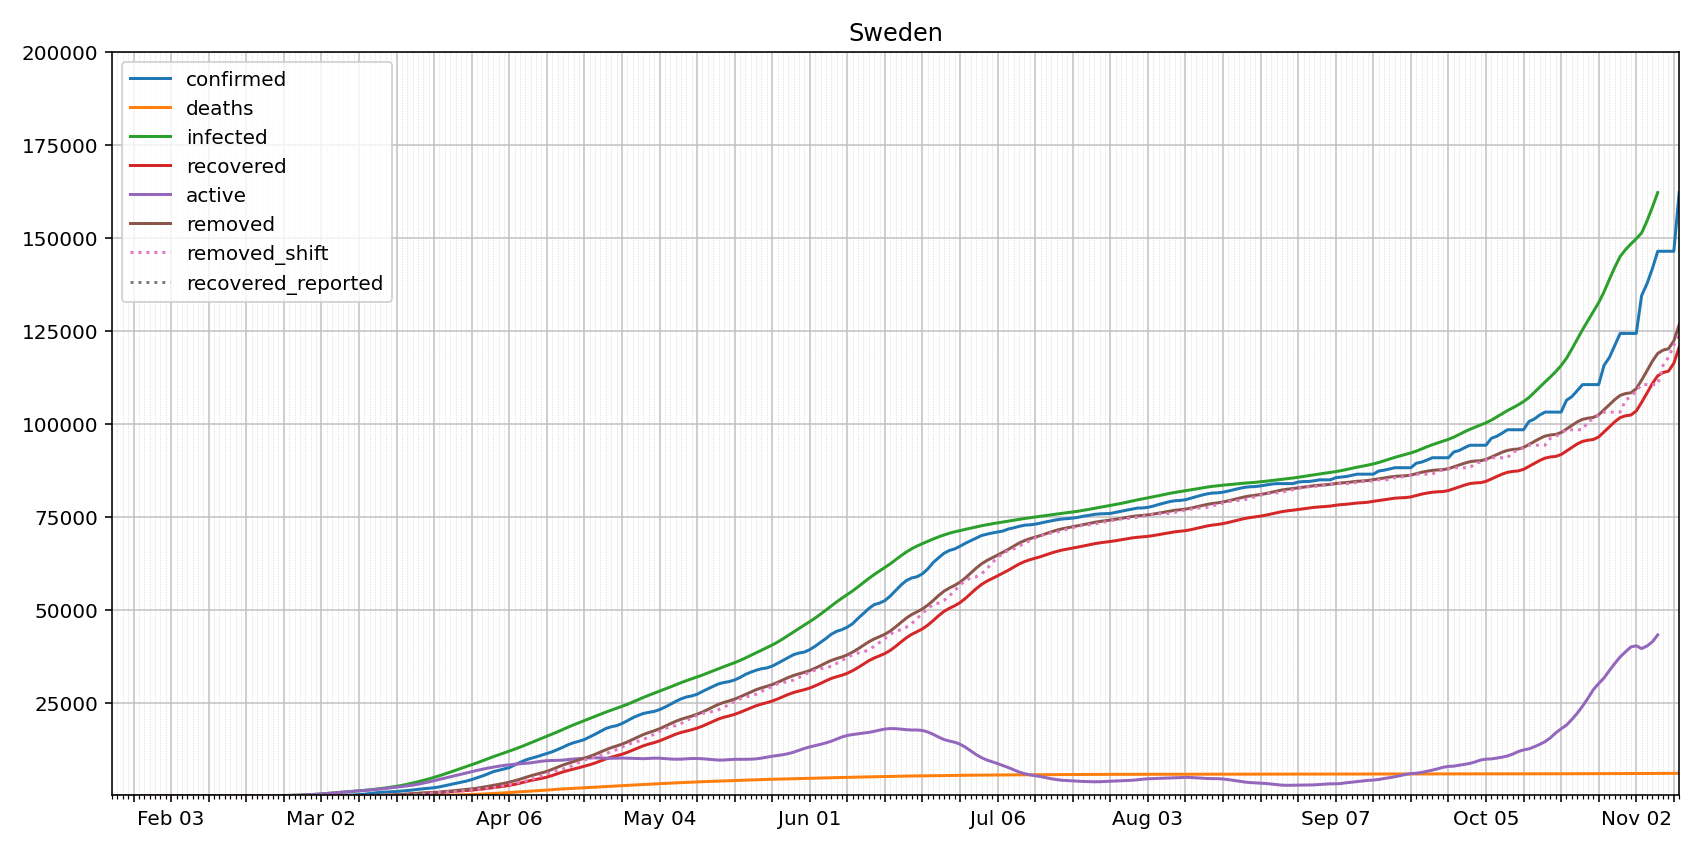 Sweden
200000
175000
150000
125000
100000
75000
50000
25000
confirmed
deaths
infected
recovered
active
removed
removed_shift
recovered_reported
Feb 03 Mar 02 Apr 06 May 04 Jun 01 Jul 06 Aug 03 Sep 07 Oct 05 Nov 02